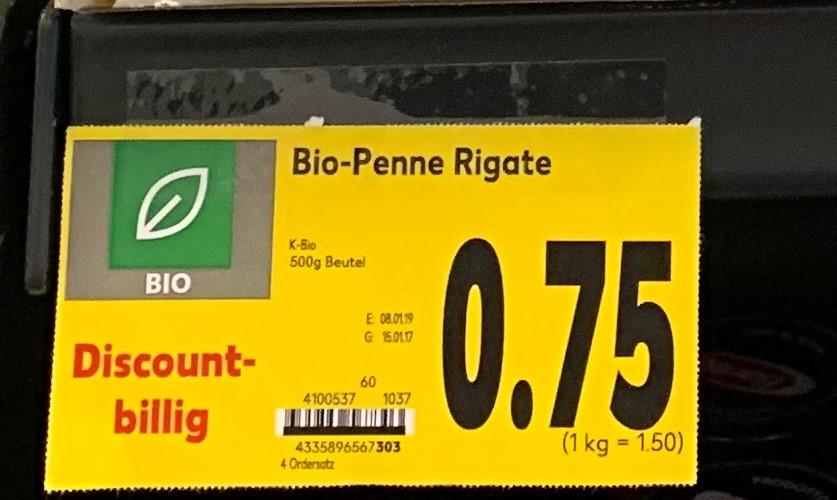 Bio-Penne Rigate
BIO
K-Bio
500g Beutel
0.75
(1 kg = 1.50)
Discount-
billig
E: 08.01.19
G: 15.01.17
60
4100537 1037
4335896567303
4 Ordersatz